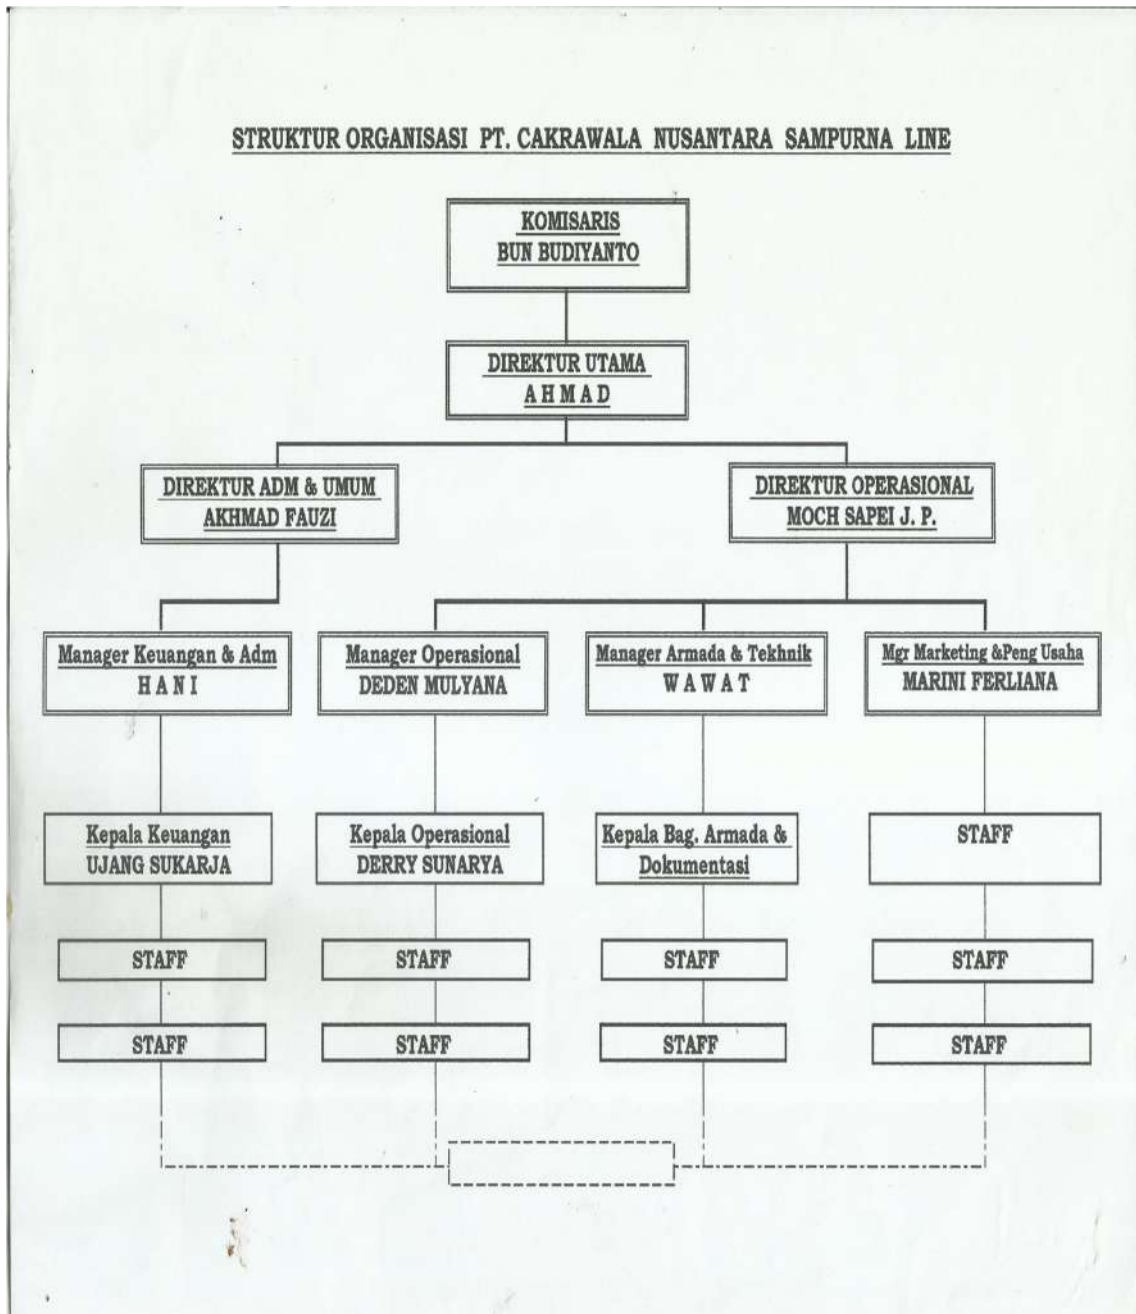 STRUKTUR ORGANISASI PT. CAKRAWALA NUSANTARA SAMPURNA LINE
KOMISARIS
BUN BUDIYANTO
DIREKTUR UTAMA
A H M A D
DIREKTUR ADM & UMUM
AKHMAD FAUZI
DIREKTUR OPERASIONAL
MOCH SAPEI J. P.
Manager Keuangan & Adm
H A N I
Manager Operasional
DEDEN MULYANA
Manager Armada & Tekhnik
W A W A T
Mgr Marketing &Peng Usaha
MARINI FERLIANA
Kepala Keuangan
UJANG SUKARJA
Kepala Operasional
DERRY SUNARYA
Kepala Bag. Armada &
Dokumentasi
STAFF
STAFF
STAFF
STAFF
STAFF
STAFF
STAFF
STAFF
STAFF